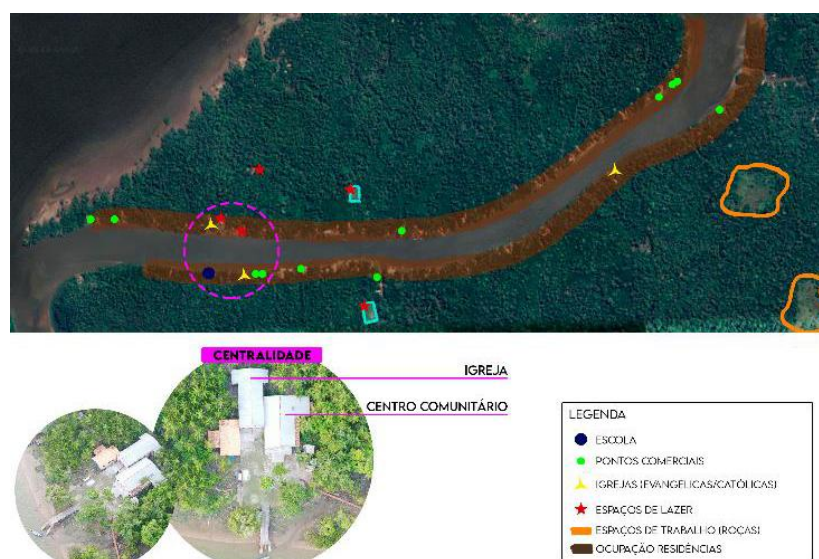 CENTRALIDADE
IGREJA
CENTRO COMUNITÁRIO
LEGENDA
ESCOLA
PONTOS COMERCIAIS
IGREJAS (EVANGELICAS/CATÓLICAS)
ESPAÇOS DE LAZER
ESPAÇOS DE TRABALHO (ROÇAS)
OCUPAÇÃO RESIDÊNCIAS